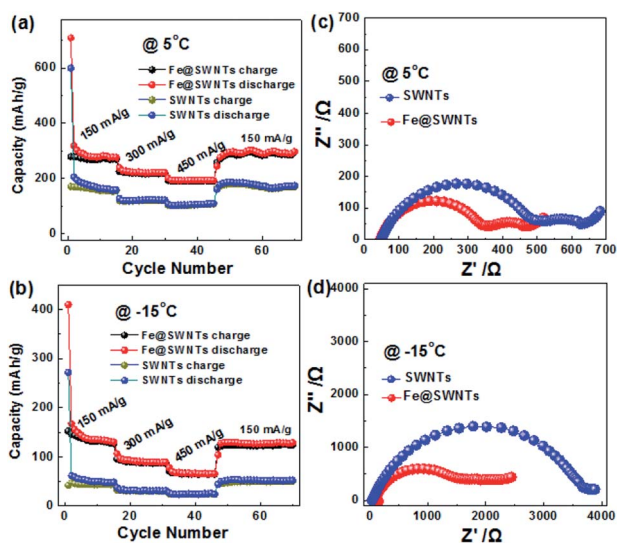 (a)
@ 5°C
Fe@SWNTs charge
Fe@SWNTs discharge
SWNTs charge
SWNTs discharge
150 mA/g
300 mA/g
450 mA/g
150 mA/g
Capacity (mAh/g)
600
400
200
0
0 20 40 60
Cycle Number
(c)
@ 5°C
SWNTs
Fe@SWNTs
Z'' /Ω
700
600
500
400
300
200
100
0
0 100 200 300 400 500 600 700
Z' /Ω
(b)
@ -15°C
Fe@SWNTs charge
Fe@SWNTs discharge
SWNTs charge
SWNTs discharge
150 mA/g
300 mA/g
450 mA/g
150 mA/g
Capacity (mAh/g)
400
300
200
100
0
0 20 40 60
Cycle Number
(d)
@ -15°C
SWNTs
Fe@SWNTs
Z'' /Ω
4000
3000
2000
1000
0
0 1000 2000 3000 4000
Z' /Ω